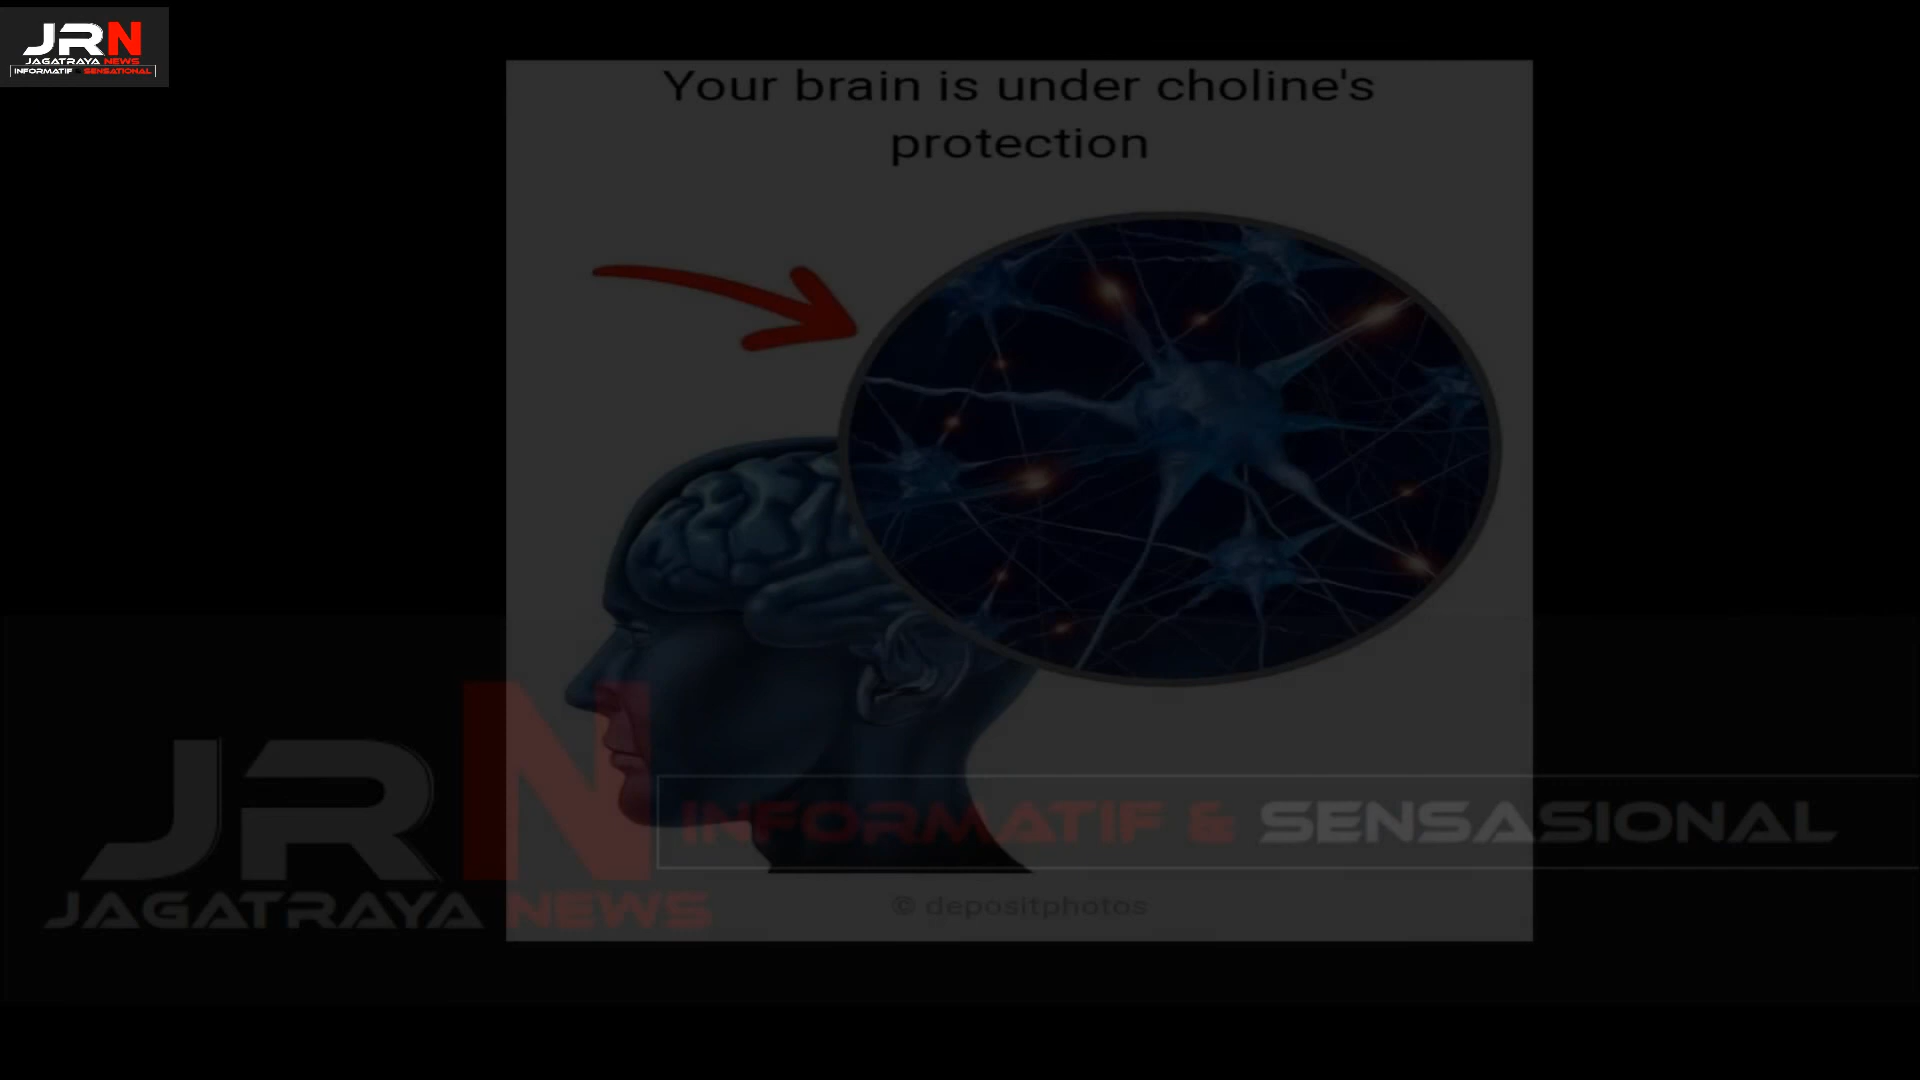 JRN
JAGATRAYA NEWS
INFORMATIF & SENSATIONAL
Your brain is under choline's
protection
JRN
JAGATRAYA NEWS
INFORMATIF & SENSASIONAL
© depositphotos